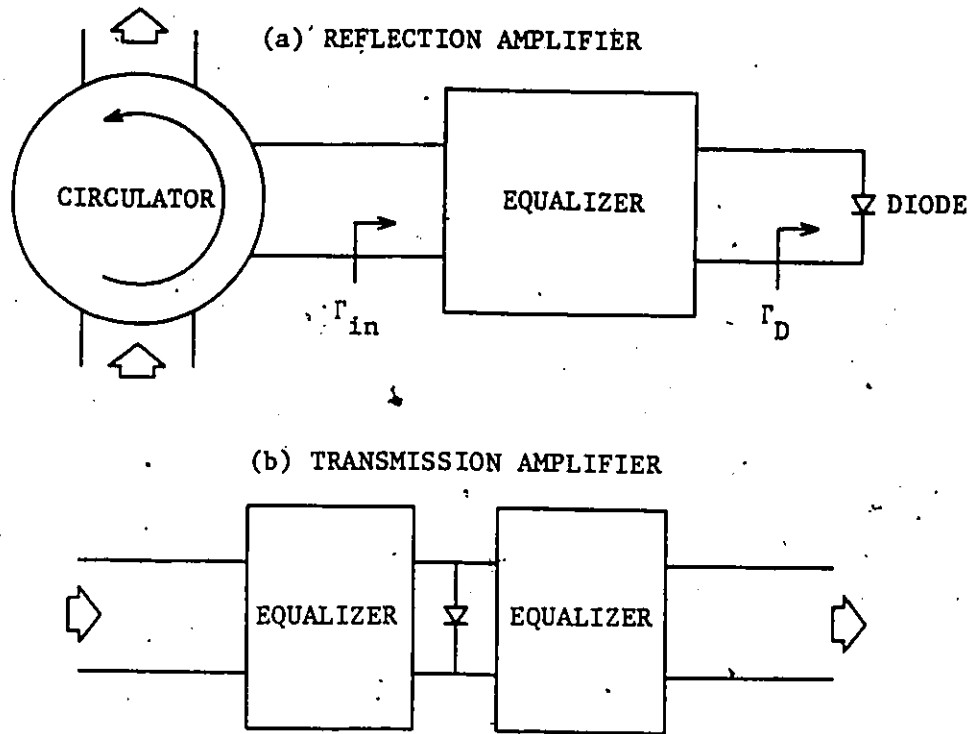 (a) REFLECTION AMPLIFIER
CIRCULATOR
EQUALIZER
DIODE
Γin
ΓD
(b) TRANSMISSION AMPLIFIER
EQUALIZER
EQUALIZER